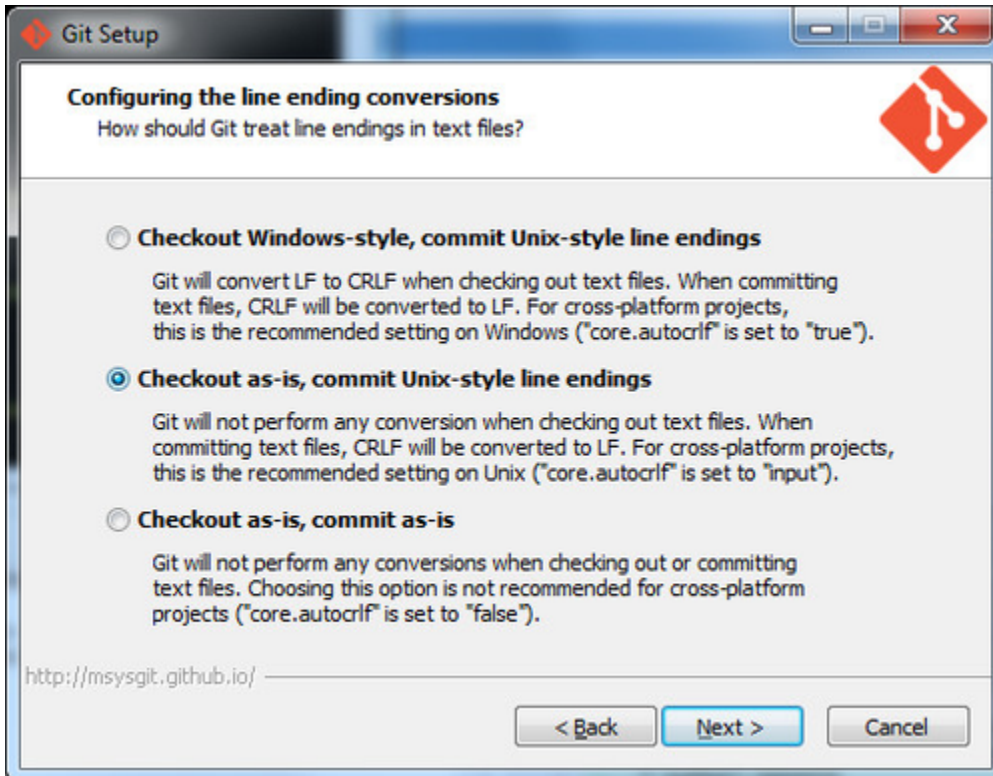 Git Setup
Configuring the line ending conversions
How should Git treat line endings in text files?
Checkout Windows-style, commit Unix-style line endings
Git will convert LF to CRLF when checking out text files. When committing
text files, CRLF will be converted to LF. For cross-platform projects,
this is the recommended setting on Windows ("core.autocrlf" is set to "true").
Checkout as-is, commit Unix-style line endings
Git will not perform any conversion when checking out text files. When
committing text files, CRLF will be converted to LF. For cross-platform projects,
this is the recommended setting on Unix ("core.autocrlf" is set to "input").
Checkout as-is, commit as-is
Git will not perform any conversions when checking out or committing
text files. Choosing this option is not recommended for cross-platform
projects ("core.autocrlf" is set to "false").
http://msysgit.github.io/
< Back Next > Cancel